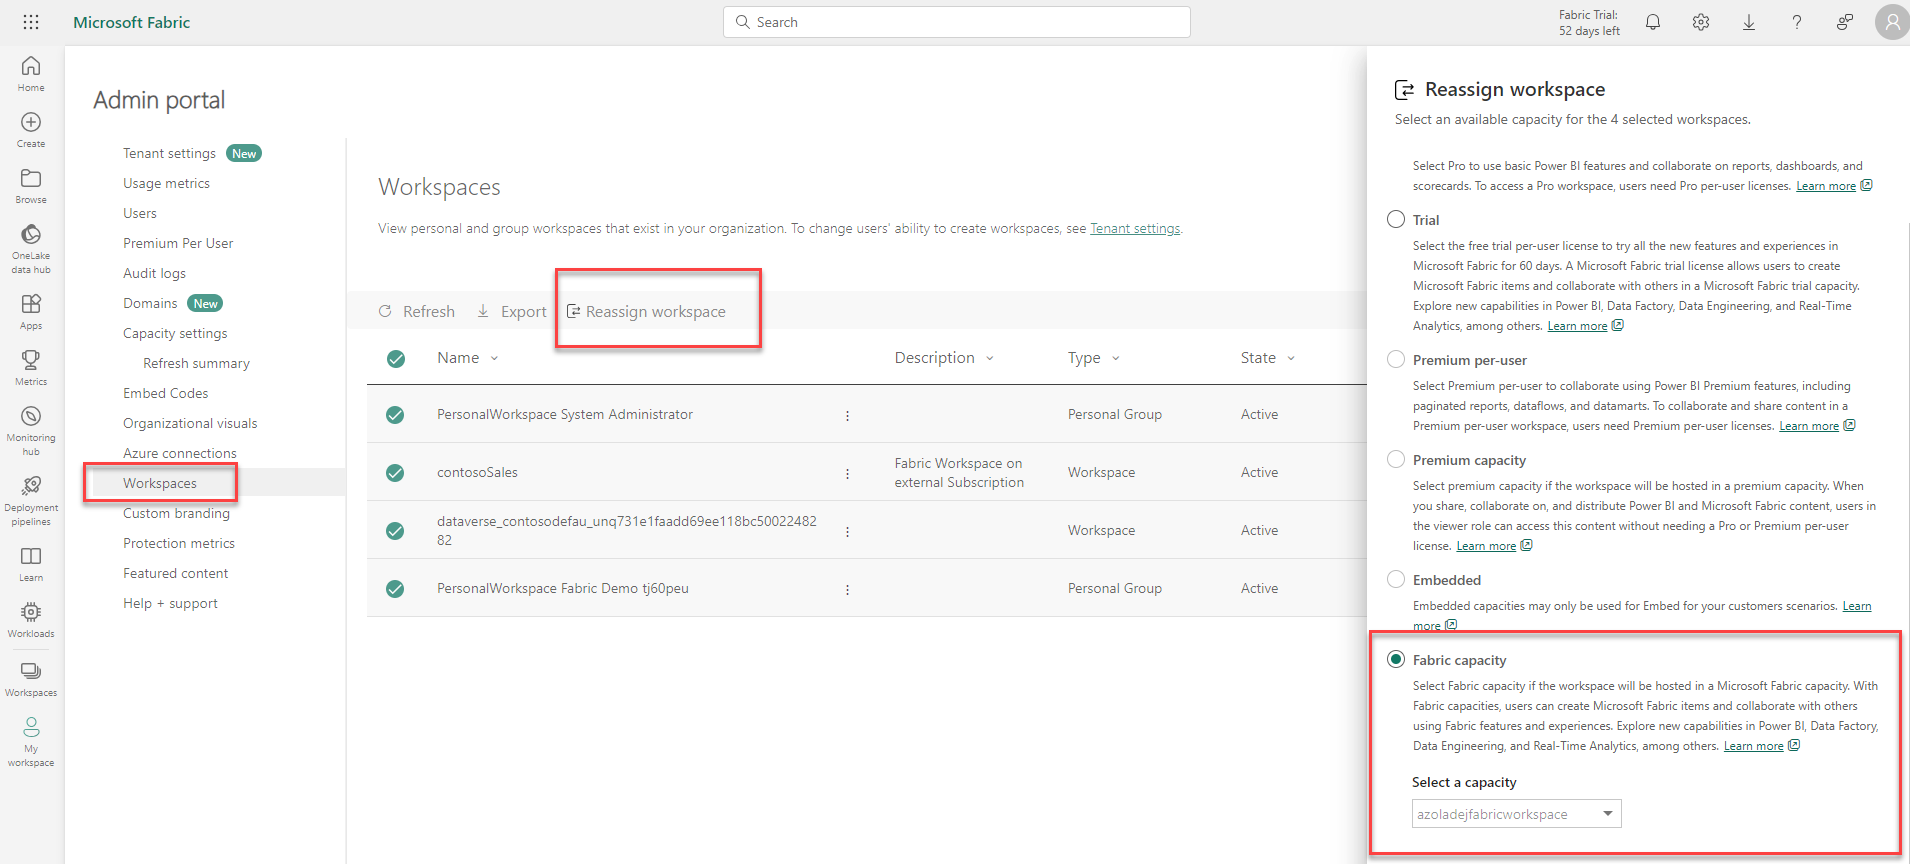 Microsoft Fabric
Search
Fabric Trial:
52 days left
Home
Create
Browse
OneLake
data hub
Apps
Metrics
Monitoring
hub
Deployment
pipelines
Learn
Workloads
Workspaces
My
workspace
Admin portal
Tenant settings New
Usage metrics
Users
Premium Per User
Audit logs
Domains New
Capacity settings
Refresh summary
Embed Codes
Organizational visuals
Azure connections
Workspaces
Custom branding
Protection metrics
Featured content
Help + support
Workspaces
View personal and group workspaces that exist in your organization. To change users' ability to create workspaces, see Tenant settings.
Refresh Export Reassign workspace
Name Description Type State
PersonalWorkspace System Administrator Personal Group Active
contosoSales Fabric Workspace on Workspace Active
external Subscription
dataverse_contosodefau_unq731e1faadd69ee118bc50022482 Workspace Active
82
PersonalWorkspace Fabric Demo tj60peu Personal Group Active
Reassign workspace
Select an available capacity for the 4 selected workspaces.
Select Pro to use basic Power BI features and collaborate on reports, dashboards, and
scorecards. To access a Pro workspace, users need Pro per-user licenses. Learn more
Trial
Select the free trial per-user license to try all the new features and experiences in
Microsoft Fabric for 60 days. A Microsoft Fabric trial license allows users to create
Microsoft Fabric items and collaborate with others in a Microsoft Fabric trial capacity.
Explore new capabilities in Power BI, Data Factory, Data Engineering, and Real-Time
Analytics, among others. Learn more
Premium per-user
Select Premium per-user to collaborate using Power BI Premium features, including
paginated reports, dataflows, and datamarts. To collaborate and share content in a
Premium per-user workspace, users need Premium per-user licenses. Learn more
Premium capacity
Select premium capacity if the workspace will be hosted in a premium capacity. When
you share, collaborate on, and distribute Power BI and Microsoft Fabric content, users in
the viewer role can access this content without needing a Pro or Premium per-user
license. Learn more
Embedded
Embedded capacities may only be used for Embed for your customers scenarios. Learn
more
Fabric capacity
Select Fabric capacity if the workspace will be hosted in a Microsoft Fabric capacity. With
Fabric capacities, users can create Microsoft Fabric items and collaborate with others
using Fabric features and experiences. Explore new capabilities in Power BI, Data Factory,
Data Engineering, and Real-Time Analytics, among others. Learn more
Select a capacity
azoladejfabricworkspace